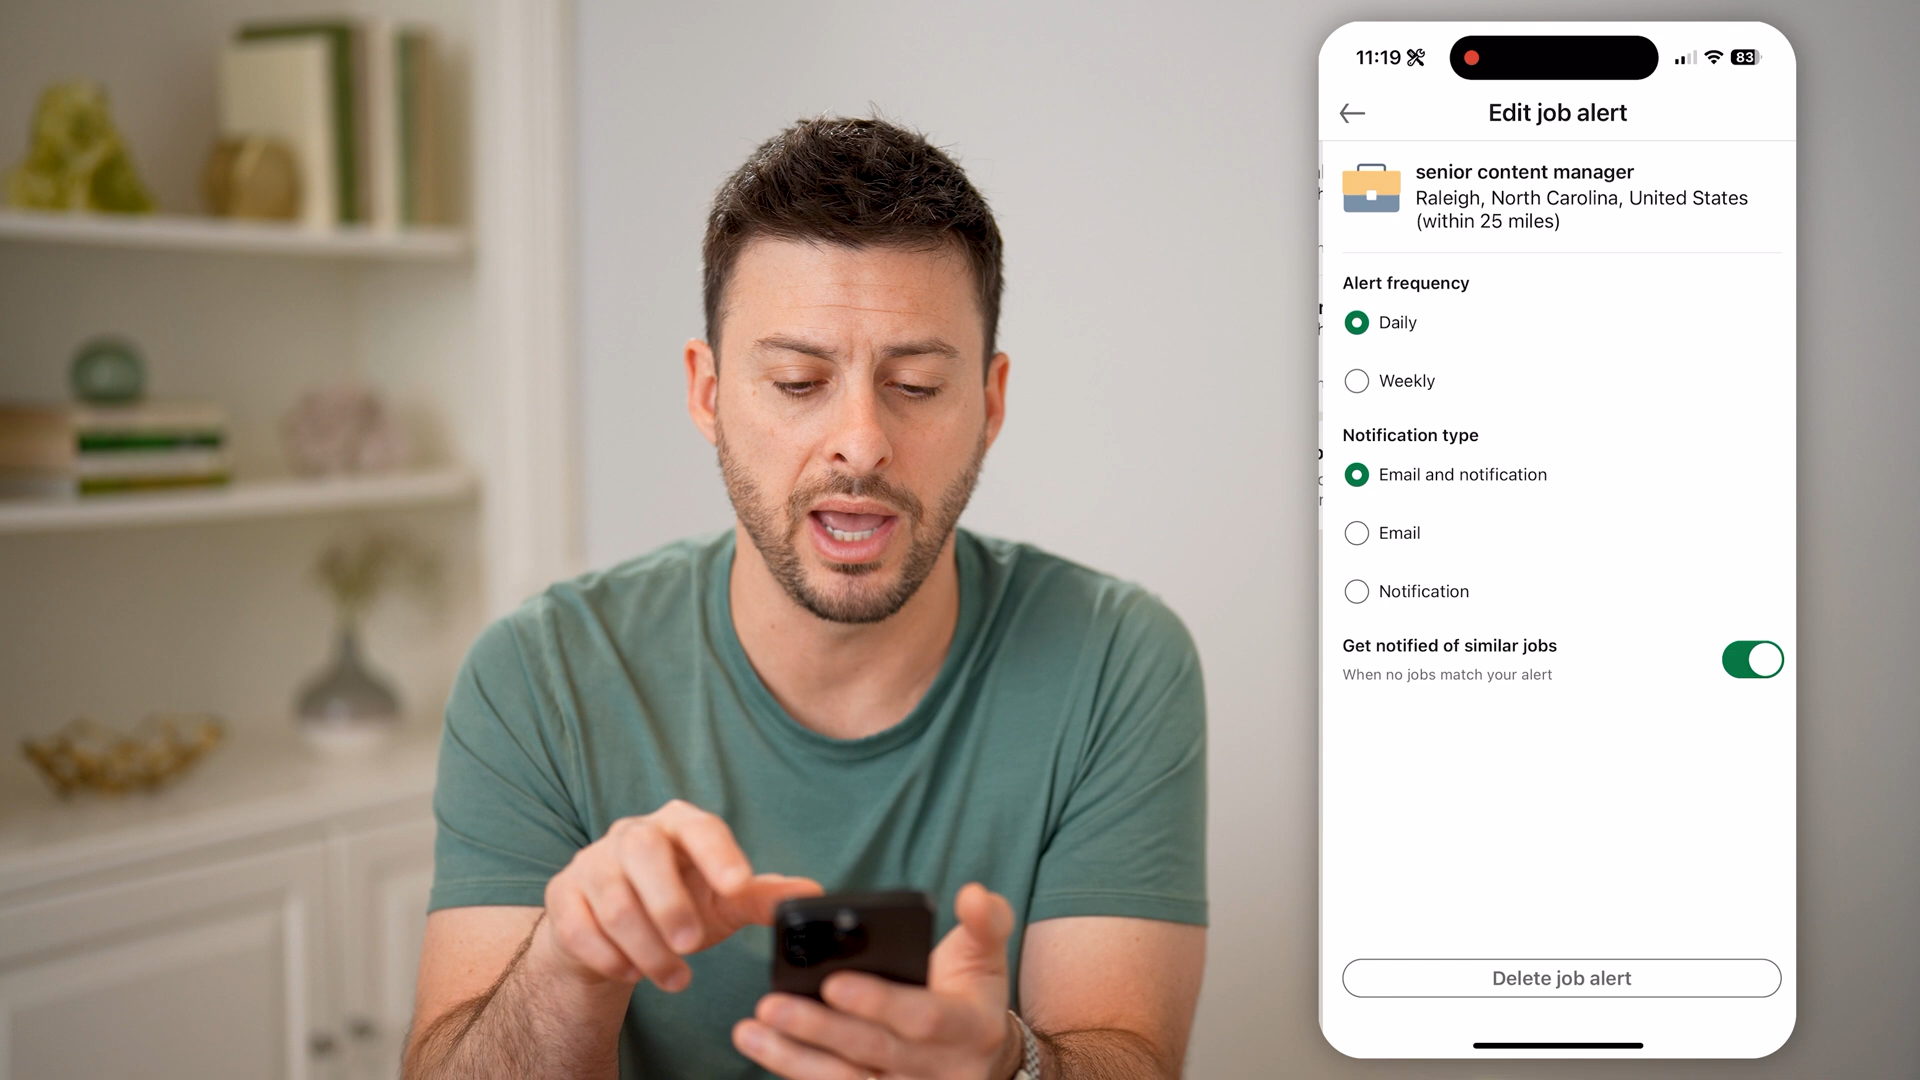 11:19
83
Edit job alert
senior content manager
Raleigh, North Carolina, United States
(within 25 miles)
Alert frequency
Daily
Weekly
Notification type
Email and notification
Email
Notification
Get notified of similar jobs
When no jobs match your alert
Delete job alert